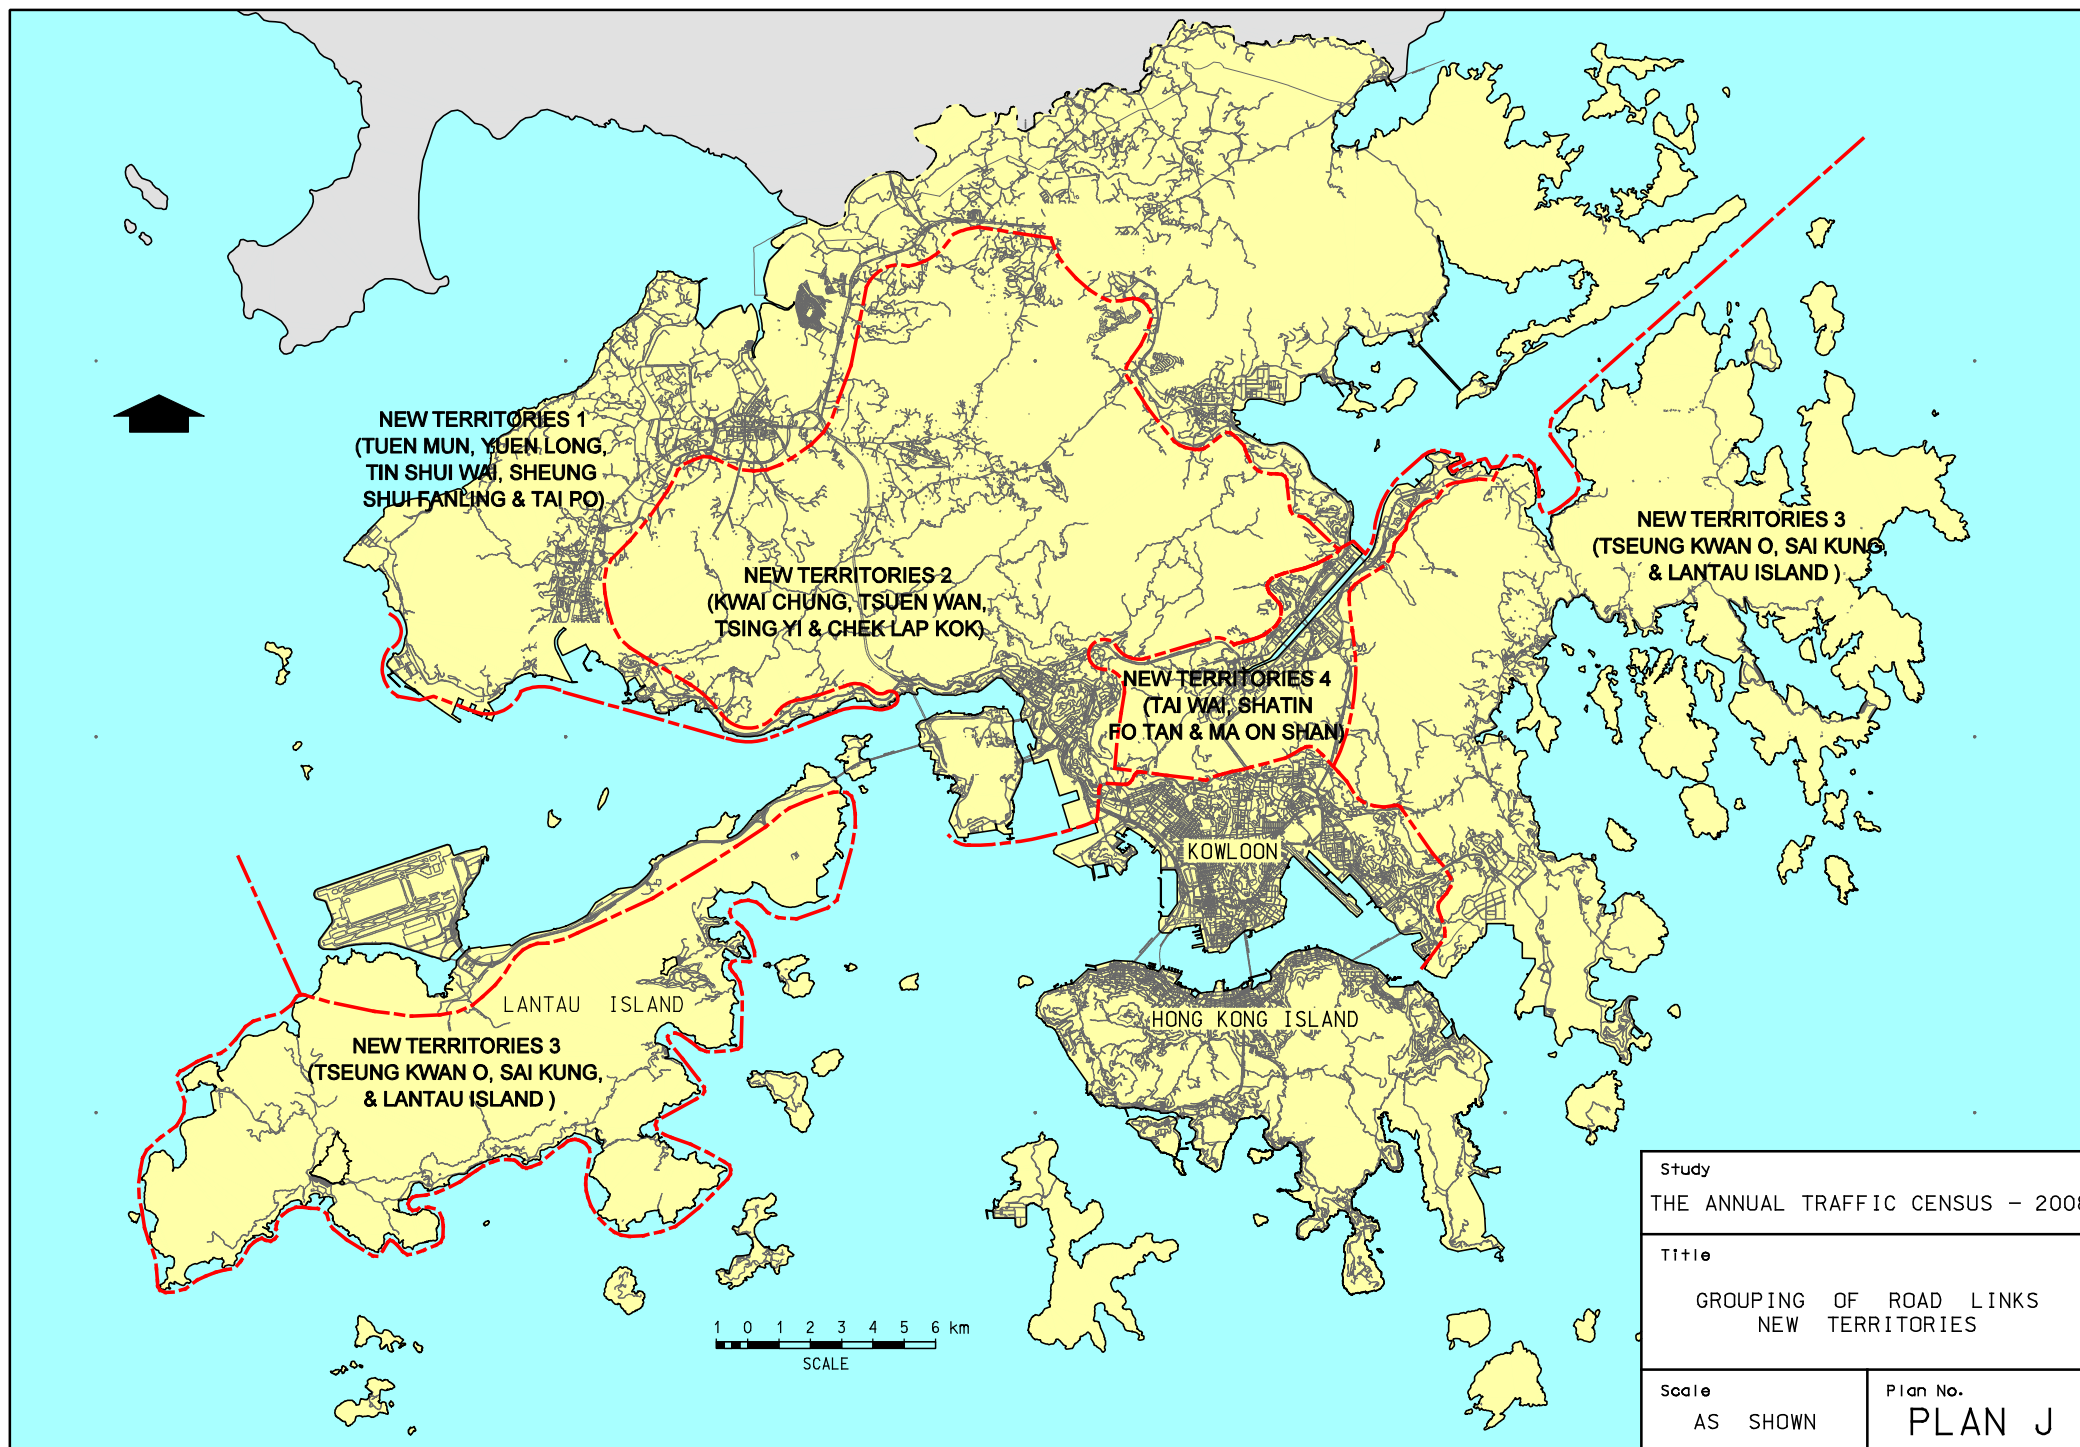 NEW TERRITORIES 1
(TUEN MUN, YUEN LONG,
TIN SHUI WAI, SHEUNG
SHUI FANLING & TAI PO)
NEW TERRITORIES 2
(KWAI CHUNG, TSUEN WAN,
TSING YI & CHEK LAP KOK)
NEW TERRITORIES 3
(TSEUNG KWAN O, SAI KUNG,
& LANTAU ISLAND )
NEW TERRITORIES 4
(TAI WAI, SHATIN
FO TAN & MA ON SHAN)
KOWLOON
LANTAU ISLAND
HONG KONG ISLAND
NEW TERRITORIES 3
(TSEUNG KWAN O, SAI KUNG,
& LANTAU ISLAND )
1 0 1 2 3 4 5 6 km
SCALE
Study
THE ANNUAL TRAFFIC CENSUS - 2008
Title
GROUPING OF ROAD LINKS
NEW TERRITORIES
Scale
AS SHOWN
Plan No.
PLAN J